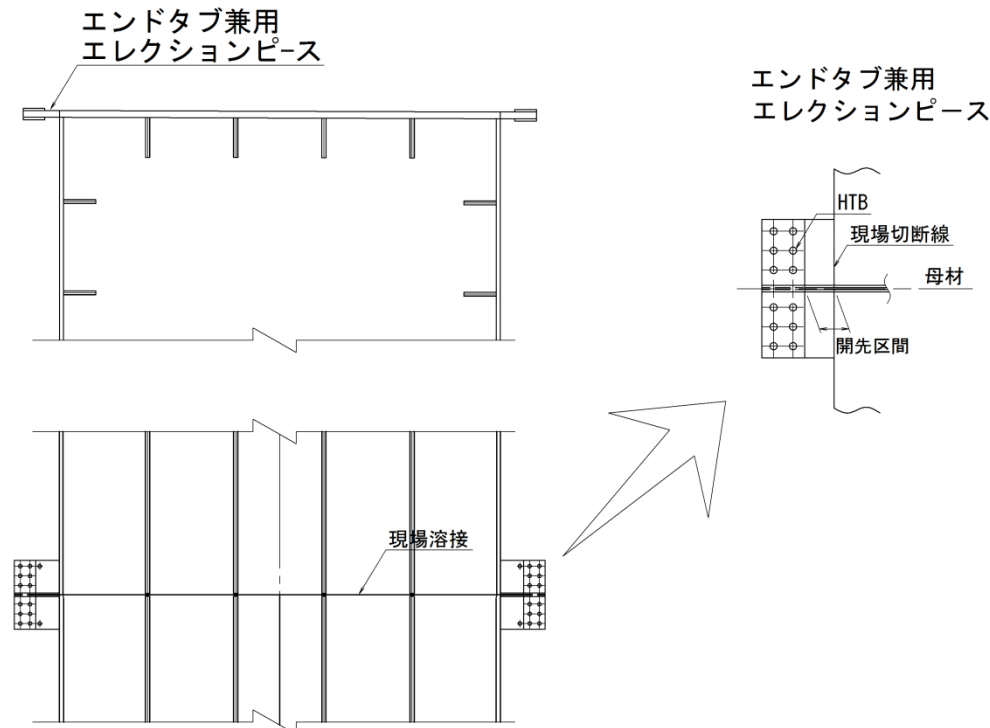 エンドタブ兼用
エレクションピース
エンドタブ兼用
エレクションピース
HTB
現場切断線
母材
開先区間
現場溶接